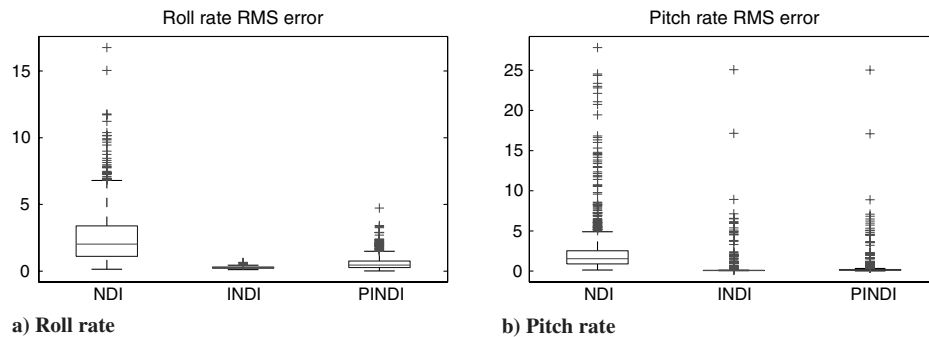 Roll rate RMS error
15
10
5
0
NDI INDI PINDI
a) Roll rate
Pitch rate RMS error
25
20
15
10
5
0
NDI INDI PINDI
b) Pitch rate